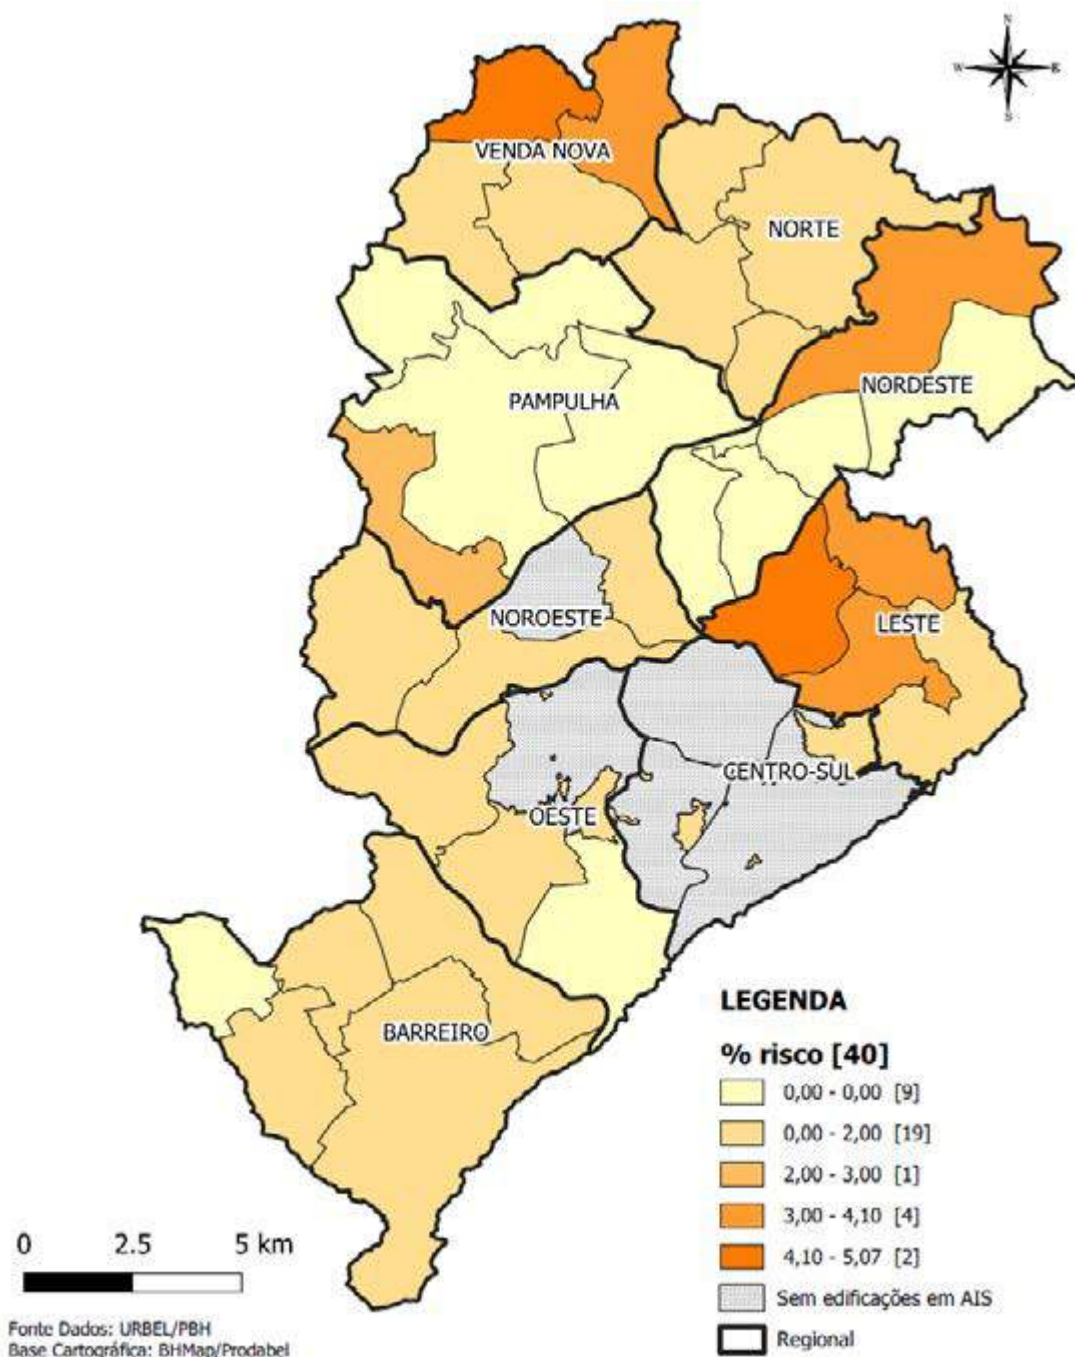 N
W E
S
VENDA NOVA
NORTE
NORDESTE
PAMPULHA
NOROESTE
LESTE
CENTRO-SUL
OESTE
BARREIRO
LEGENDA
% risco [40]
0,00 - 0,00 [9]
0,00 - 2,00 [19]
2,00 - 3,00 [1]
3,00 - 4,10 [4]
4,10 - 5,07 [2]
Sem edificações em AIS
Regional
0 2.5 5 km
Fonte Dados: URBEL/PBH
Base Cartográfica: BHMap/Prodabel